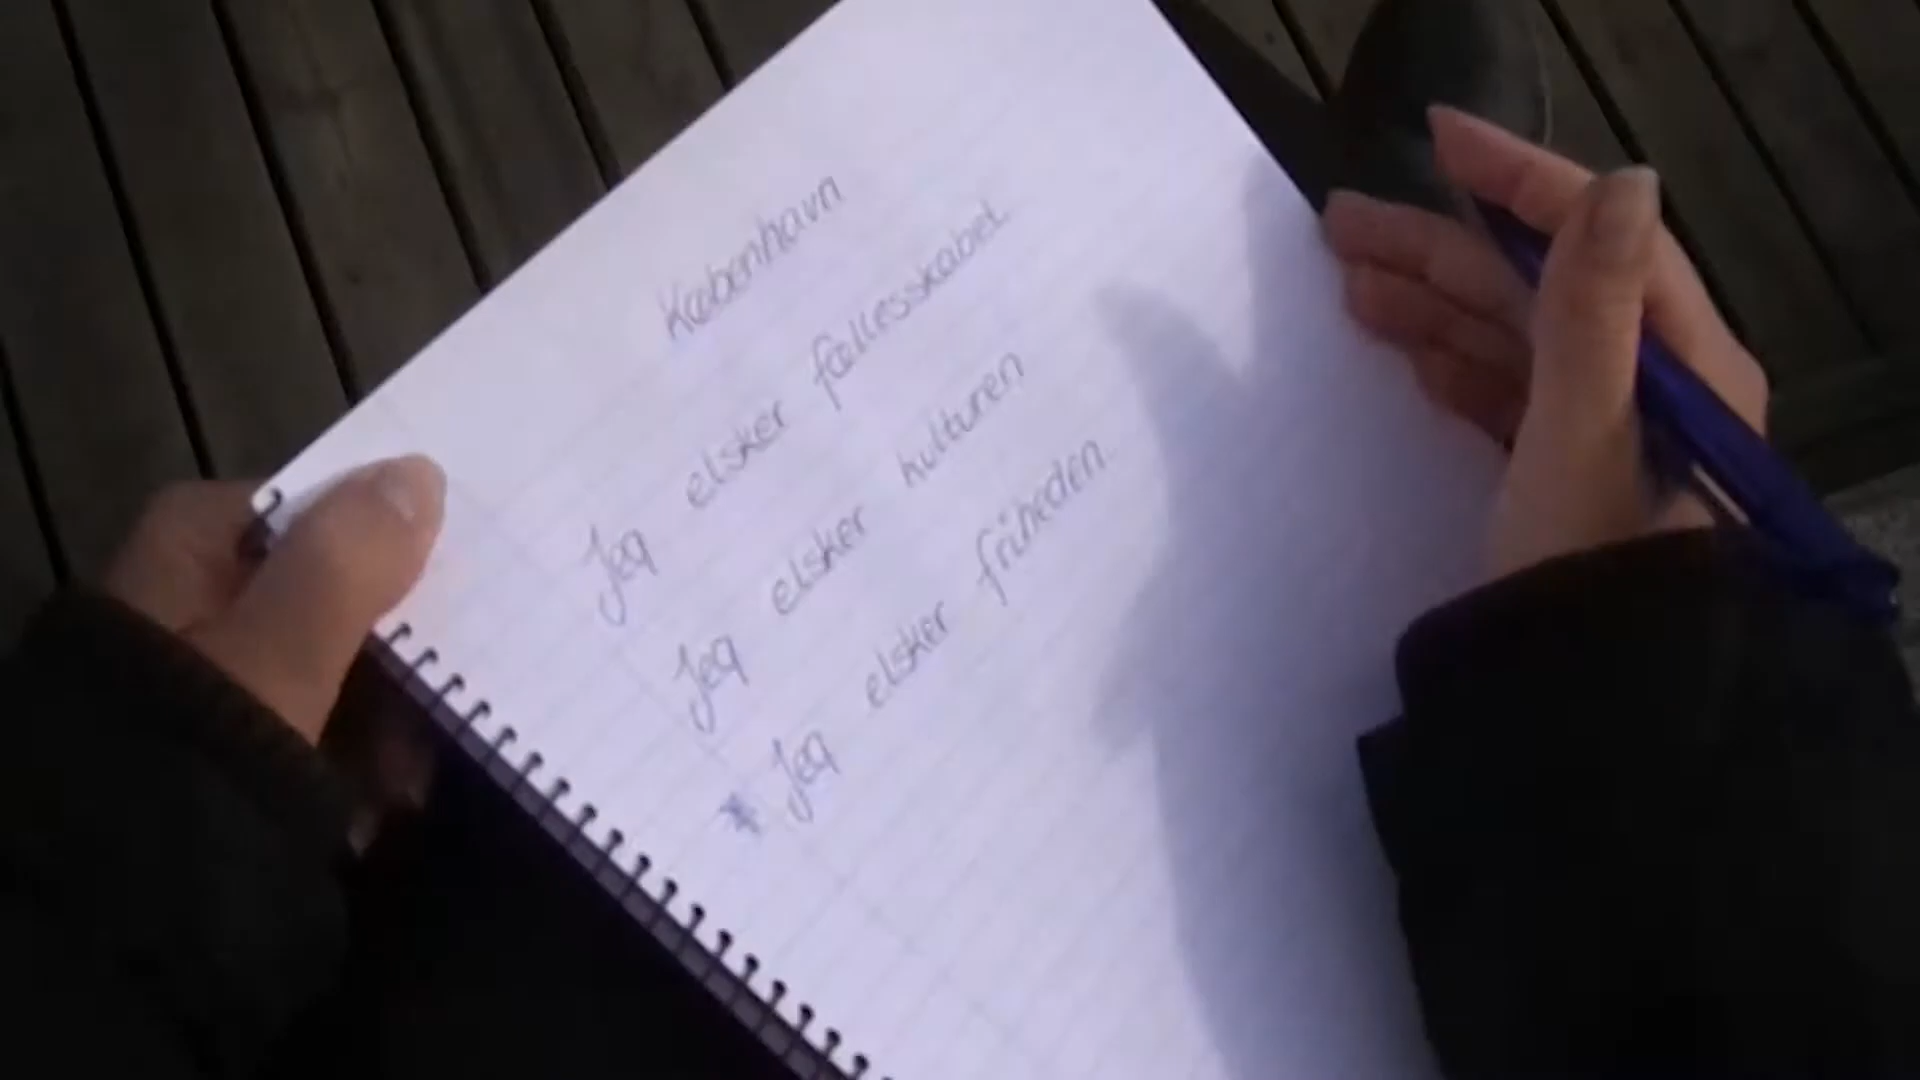 København
Jeg elsker fællesskabet
Jeg elsker kulturen
* Jeg elsker friheden.